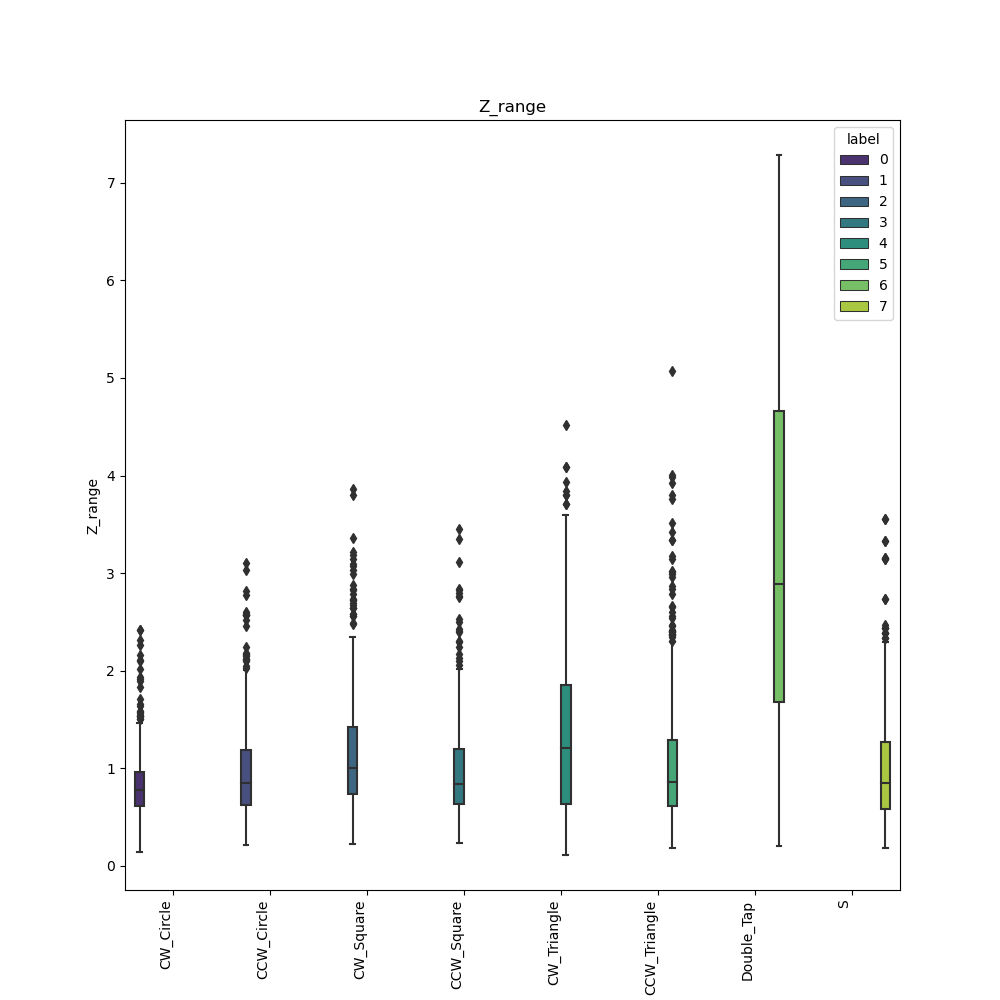 Z_range
label
0
1
2
3
4
5
6
7
7
6
5
4
3
2
1
0
Z_range
CW_Circle
CCW_Circle
CW_Square
CCW_Square
CW_Triangle
CCW_Triangle
Double_Tap
S